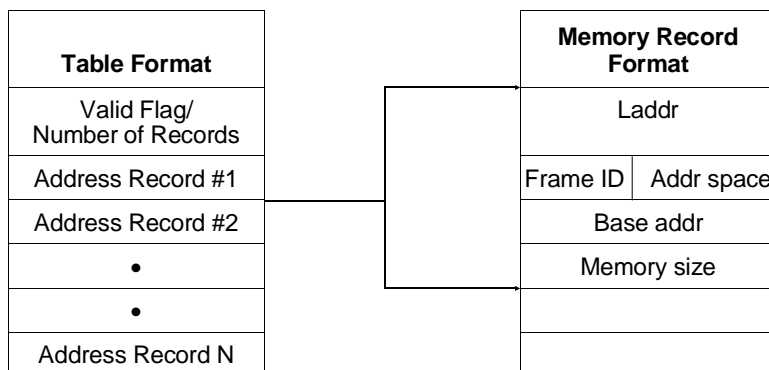 Table Format
Valid Flag/
Number of Records
Address Record #1
Address Record #2
•
•
Address Record N
Memory Record
Format
Laddr
Frame ID Addr space
Base addr
Memory size